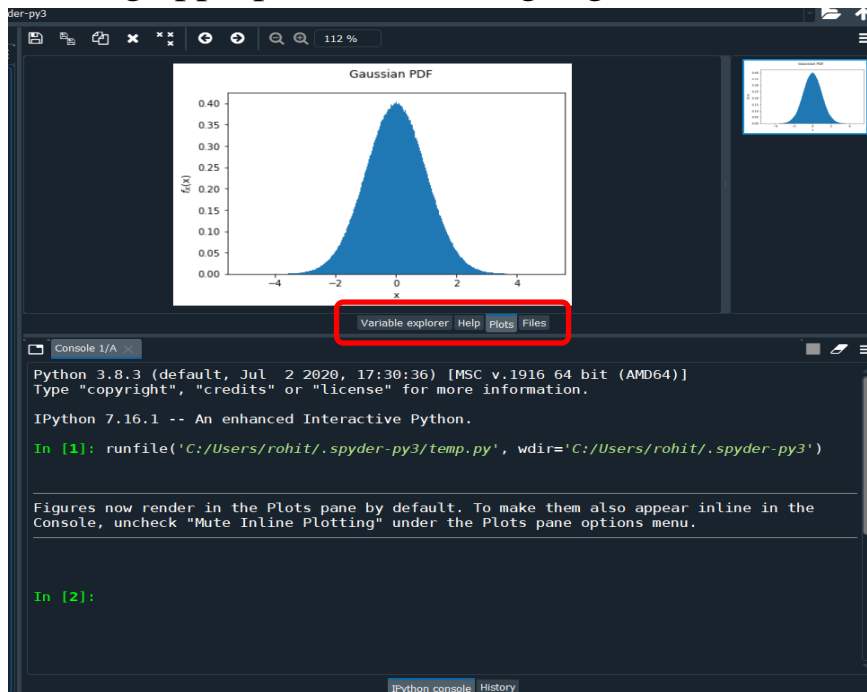 der-py3
112 %
Gaussian PDF
0.40
0.35
0.30
0.25
0.20
0.15
0.10
0.05
0.00
fₓ(x)
−4
−2
0
2
4
x
Gaussian PDF
Variable explorer Help Plots Files
Console 1/A
Python 3.8.3 (default, Jul  2 2020, 17:30:36) [MSC v.1916 64 bit (AMD64)]
Type "copyright", "credits" or "license" for more information.
IPython 7.16.1 -- An enhanced Interactive Python.
In [1]: runfile('C:/Users/rohit/.spyder-py3/temp.py', wdir='C:/Users/rohit/.spyder-py3')
Figures now render in the Plots pane by default. To make them also appear inline in the
Console, uncheck "Mute Inline Plotting" under the Plots pane options menu.
In [2]:
IPython console History